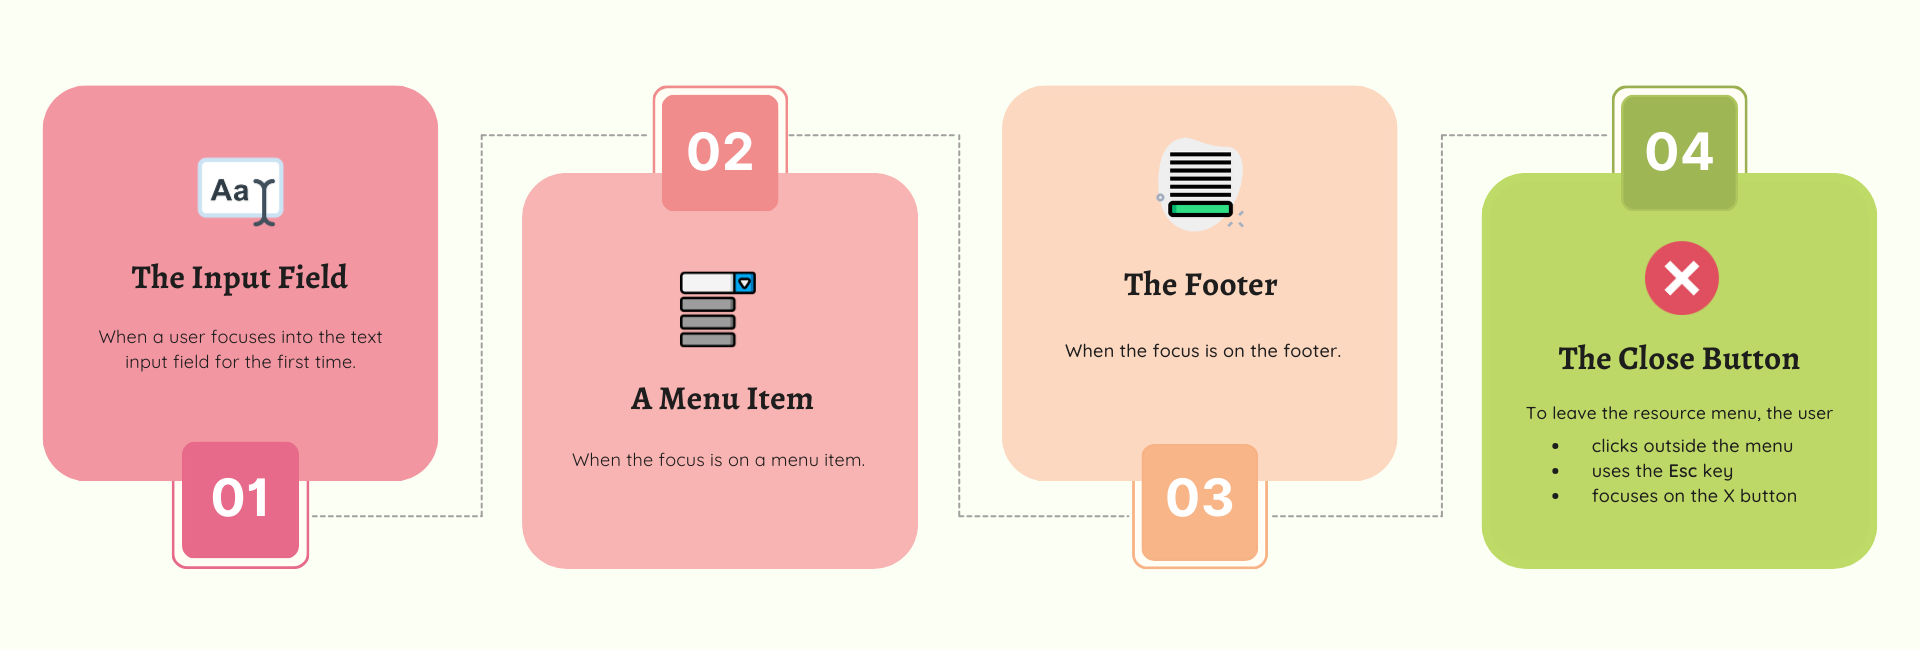 Aa
The Input Field
When a user focuses into the text
input field for the first time.
01
02
A Menu Item
When the focus is on a menu item.
The Footer
When the focus is on the footer.
03
04
The Close Button
To leave the resource menu, the user
• clicks outside the menu
• uses the Esc key
• focuses on the X button